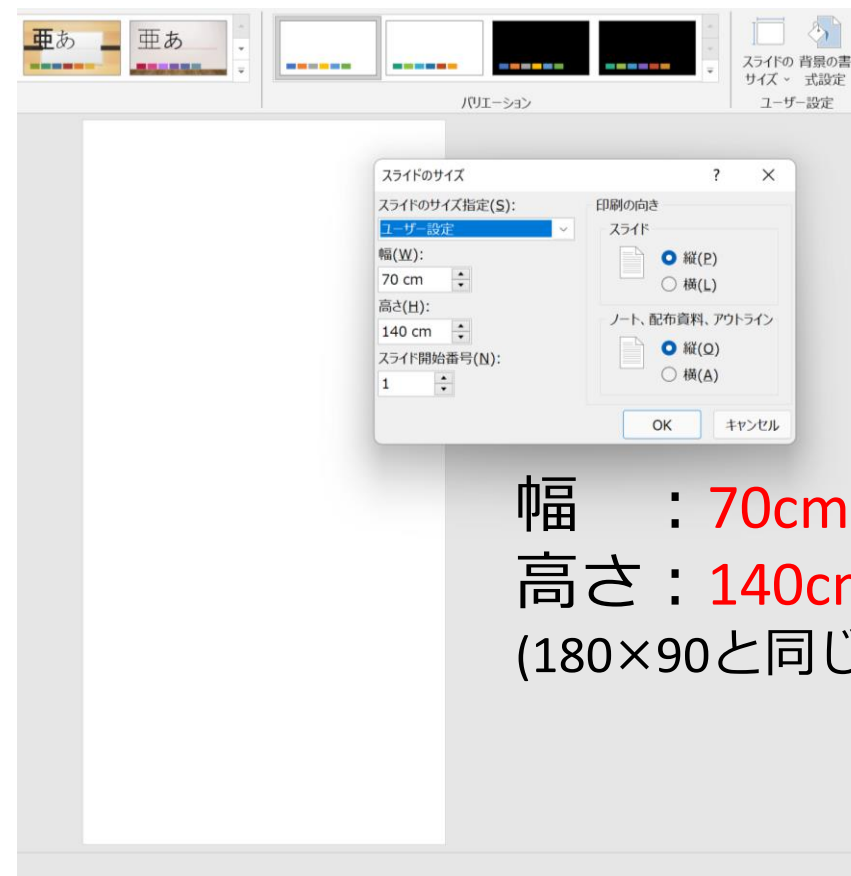 亜あ 亜あ
スライドの 背景の書
サイズ 式設定
バリエーション ユーザー設定
スライドのサイズ ? ×
スライドのサイズ指定(S):
ユーザー設定
幅(W):
70 cm
高さ(H):
140 cm
スライド開始番号(N):
1
印刷の向き
スライド
縦(P)
横(L)
ノート、配布資料、アウトライン
縦(O)
横(A)
OK キャンセル
幅 ：70cm
高さ：140c
(180×90と同じ